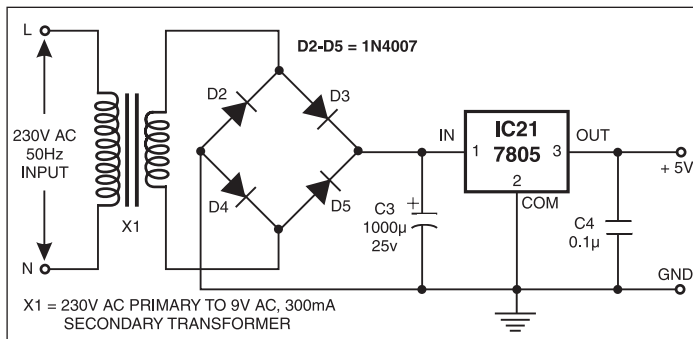 L
D2-D5 = 1N4007
D2
D3
230V AC
50Hz
INPUT
IN
IC21
7805
OUT
1
3
2
COM
+ 5V
D4
D5
X1
C3
1000µ
25v
+
C4
0.1µ
N
GND
X1 = 230V AC PRIMARY TO 9V AC, 300mA
SECONDARY TRANSFORMER